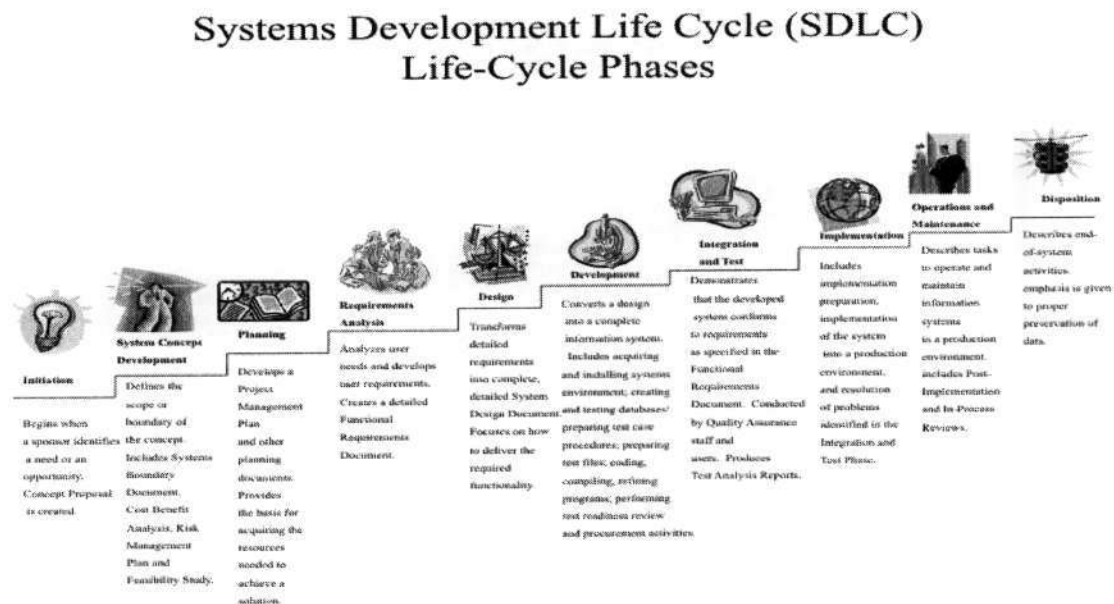 Systems Development Life Cycle (SDLC)
Life-Cycle Phases
Initiation
Begins when
a sponsor identifies
a need or an
opportunity.
Concept Proposal
is created
System Concept
Development
Defines the
scope or
boundary of
the concept.
Includes Systems
Boundary
Document.
Cost Benefit
Analysis. Risk
Management
Plan and
Feasibility Study.
Planning
Develops a
Project
Management
Plan
and other
planning
documents.
Provides
the basis for
acquiring the
resources
needed to
achieve a
solution.
Requirements
Analysis
Analyzes user
needs and develops
user requirements.
Creates a detailed
Functional
Requirements
Document.
Design
Transforms
detailed
requirements
into complete,
detailed System
Design Document.
Focuses on how
to deliver the
required
functionality.
Development
Converts a design
into a complete
information system.
Includes acquiring
and installing systems
environment; creating
and testing databases/
preparing test case
procedures; preparing
test files; coding,
compiling, refining
programs; performing
test readiness review
and procurement activities.
Integration
and Test
Demonstrates
that the developed
system conforms
to requirements
as specified in the
Functional
Requirements
Document. Conducted
by Quality Assurance
staff and
users. Produces
Test Analysis Reports.
Implementation
Includes
implementation
preparation,
implementation
of the system
into a production
environment,
and resolution
of problems
identified in the
Integration and
Test Phase.
Operations and
Maintenance
Describes tasks
to operate and
maintain
information
systems
in a production
environment.
includes Post-
Implementation
and In-Process
Reviews.
Disposition
Describes end-
of-system
activities.
emphasis is given
to proper
preservation of
data.